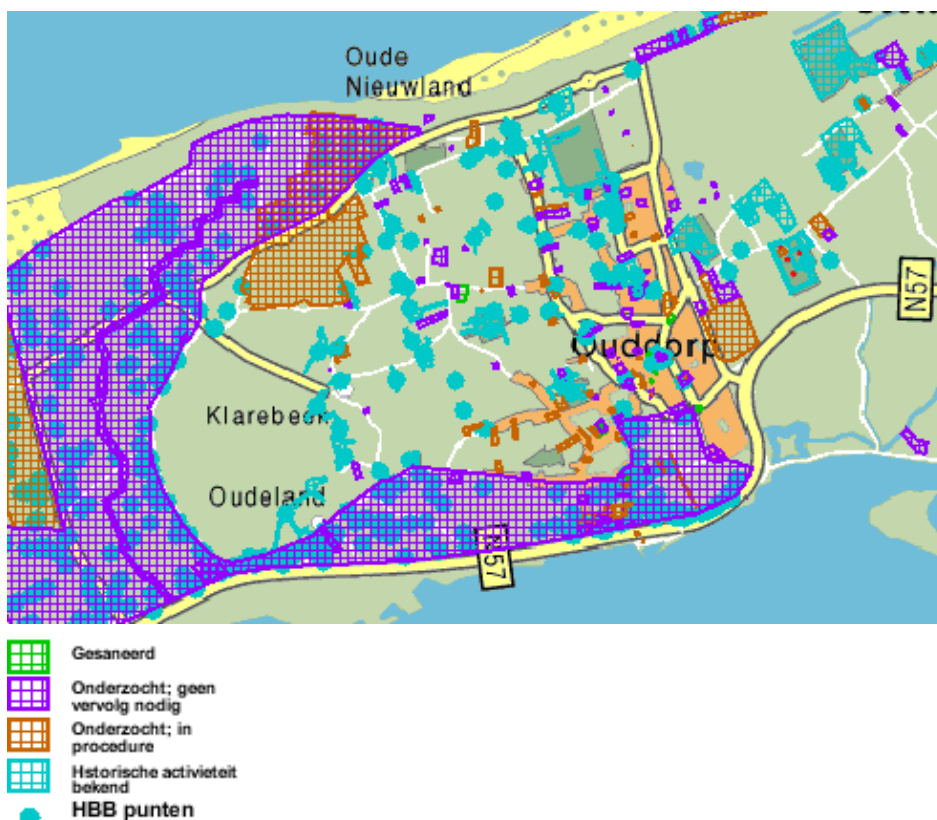 Oude
Nieuwland
N57
Ouddorp
Klarebeek
Oudeland
N57
Gesaneerd
Onderzocht; geen
vervolg nodig
Onderzocht; in
procedure
Hstorische activieteit
bekend
HBB punten